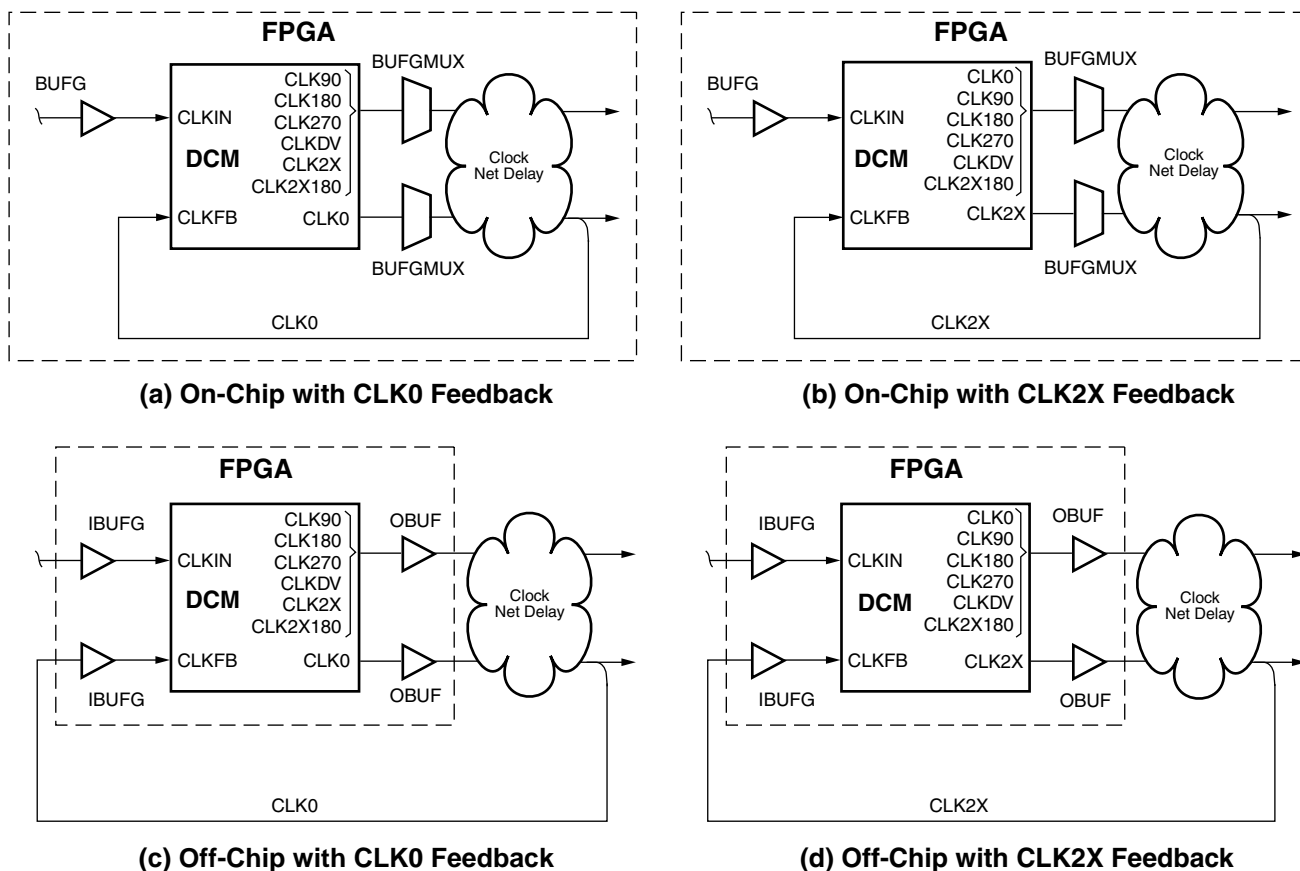 FPGA
BUFG
BUFGMUX
CLK90
CLK180
CLK270
CLKDV
CLK2X
CLK2X180
CLKIN
DCM
CLKFB
CLK0
BUFGMUX
Clock
Net Delay
CLK0
(a) On-Chip with CLK0 Feedback
FPGA
BUFG
BUFGMUX
CLK0
CLK90
CLK180
CLK270
CLKDV
CLK2X180
CLKIN
DCM
CLKFB
CLK2X
BUFGMUX
Clock
Net Delay
CLK2X
(b) On-Chip with CLK2X Feedback
FPGA
IBUFG
OBUF
CLK90
CLK180
CLK270
CLKDV
CLK2X
CLK2X180
CLKIN
DCM
CLKFB
CLK0
IBUFG
OBUF
Clock
Net Delay
CLK0
(c) Off-Chip with CLK0 Feedback
FPGA
IBUFG
OBUF
CLK0
CLK90
CLK180
CLK270
CLKDV
CLK2X180
CLKIN
DCM
CLKFB
CLK2X
IBUFG
OBUF
Clock
Net Delay
CLK2X
(d) Off-Chip with CLK2X Feedback